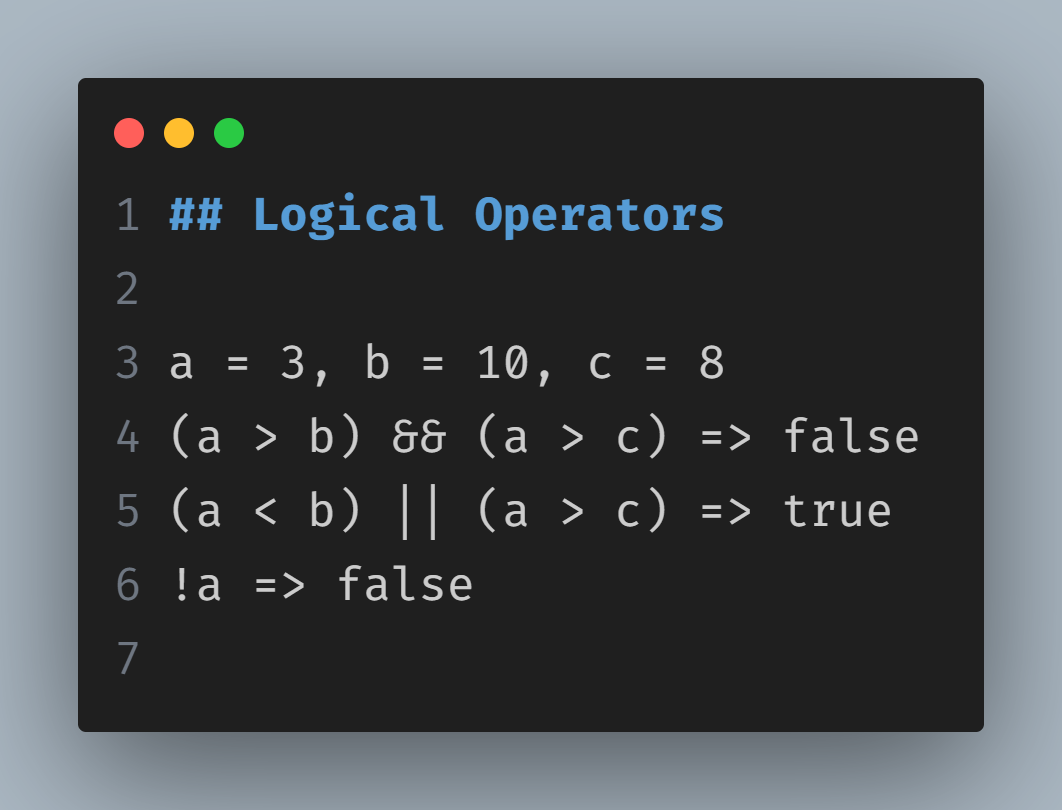 1 ## Logical Operators
2
3 a = 3, b = 10, c = 8
4 (a > b) && (a > c) => false
5 (a < b) || (a > c) => true
6 !a => false
7